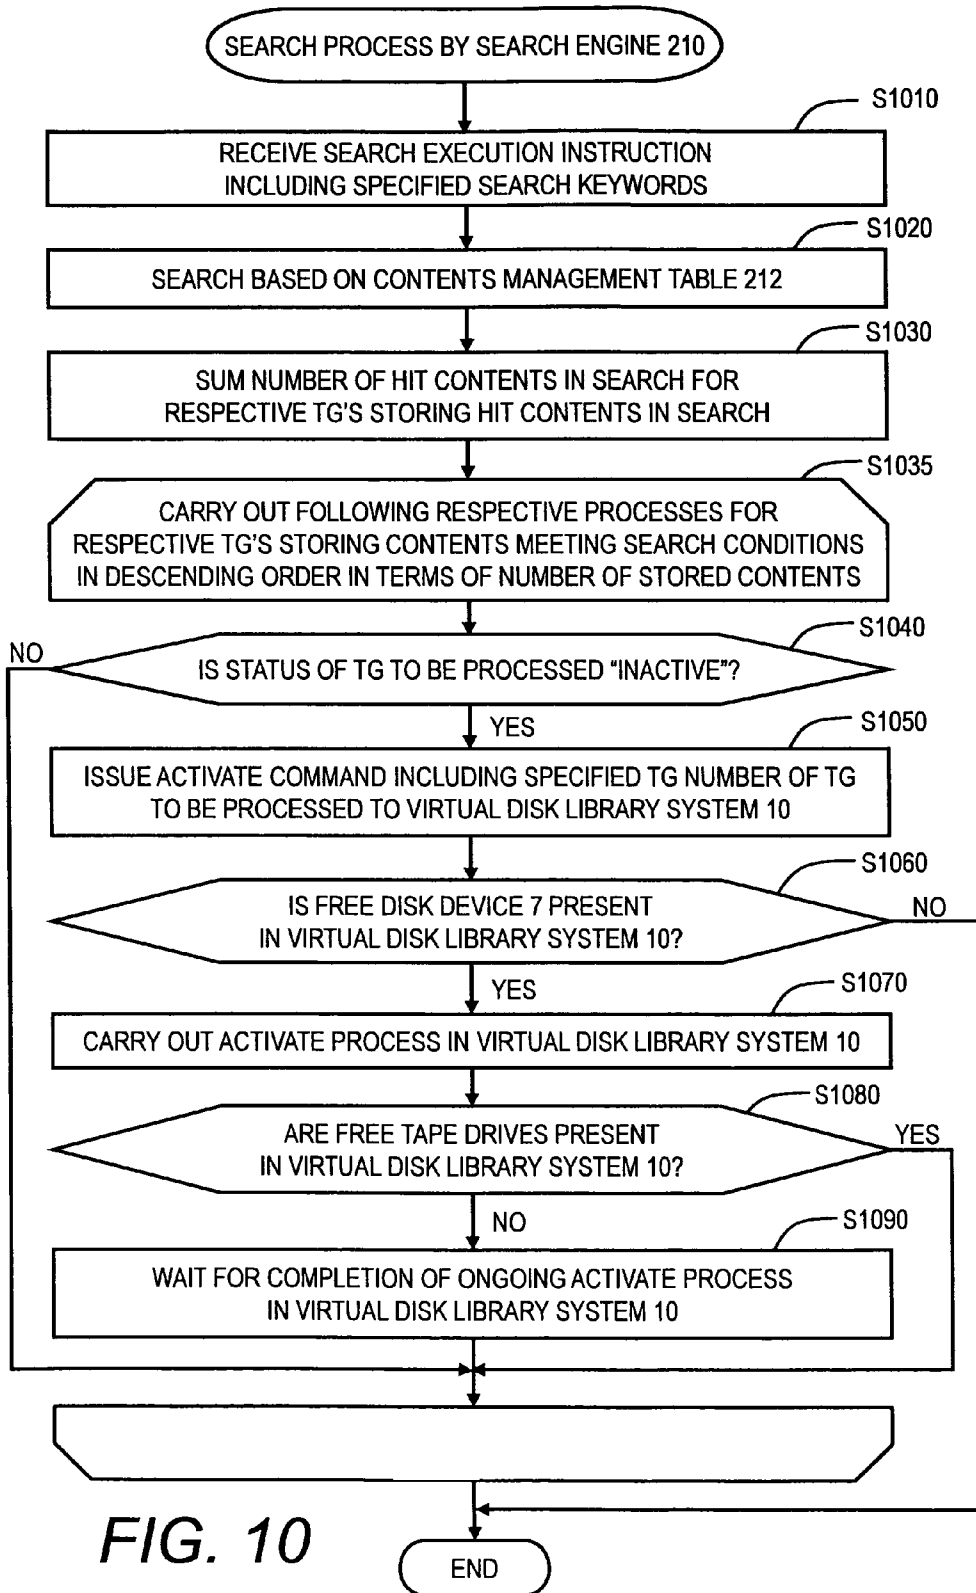 SEARCH PROCESS BY SEARCH ENGINE 210
S1010
RECEIVE SEARCH EXECUTION INSTRUCTION
INCLUDING SPECIFIED SEARCH KEYWORDS
S1020
SEARCH BASED ON CONTENTS MANAGEMENT TABLE 212
S1030
SUM NUMBER OF HIT CONTENTS IN SEARCH FOR
RESPECTIVE TG'S STORING HIT CONTENTS IN SEARCH
S1035
CARRY OUT FOLLOWING RESPECTIVE PROCESSES FOR
RESPECTIVE TG'S STORING CONTENTS MEETING SEARCH CONDITIONS
IN DESCENDING ORDER IN TERMS OF NUMBER OF STORED CONTENTS
S1040
NO
IS STATUS OF TG TO BE PROCESSED "INACTIVE"?
YES
S1050
ISSUE ACTIVATE COMMAND INCLUDING SPECIFIED TG NUMBER OF TG
TO BE PROCESSED TO VIRTUAL DISK LIBRARY SYSTEM 10
S1060
IS FREE DISK DEVICE 7 PRESENT
IN VIRTUAL DISK LIBRARY SYSTEM 10?
NO
YES
S1070
CARRY OUT ACTIVATE PROCESS IN VIRTUAL DISK LIBRARY SYSTEM 10
S1080
ARE FREE TAPE DRIVES PRESENT
IN VIRTUAL DISK LIBRARY SYSTEM 10?
YES
NO
S1090
WAIT FOR COMPLETION OF ONGOING ACTIVATE PROCESS
IN VIRTUAL DISK LIBRARY SYSTEM 10
FIG. 10
END